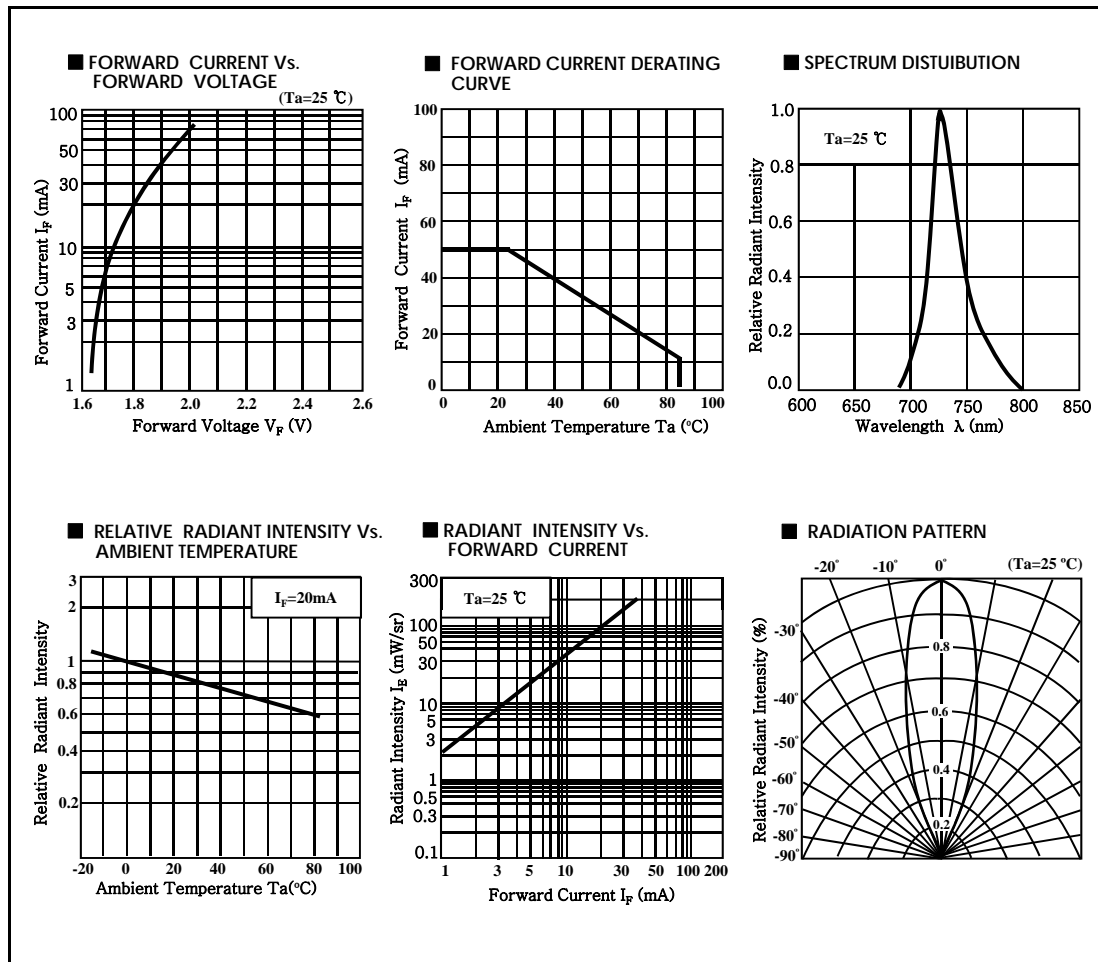 ■ FORWARD CURRENT Vs.
FORWARD VOLTAGE
(Ta=25 ℃)
100
50
30
10
5
3
1
1.6 1.8 2.0 2.2 2.4 2.6
Forward Current IF (mA)
Forward Voltage VF (V)
■ FORWARD CURRENT DERATING
CURVE
100
80
60
40
20
0
0 20 40 60 80 100
Forward Current IF (mA)
Ambient Temperature Ta (°C)
■ SPECTRUM DISTUIBUTION
Ta=25 ℃
1.0
0.8
0.6
0.4
0.2
0.0
600 650 700 750 800 850
Relative Radiant Intensity
Wavelength λ (nm)
■ RELATIVE RADIANT INTENSITY Vs.
AMBIENT TEMPERATURE
IF=20mA
3
2
1
0.8
0.6
0.4
0.2
-20 0 20 40 60 80 100
Relative Radiant Intensity
Ambient Temperature Ta(°C)
■ RADIANT INTENSITY Vs.
FORWARD CURRENT
Ta=25 ℃
300
100
50
30
10
5
3
1
0.5
0.3
0.1
1 3 5 10 30 50 100 200
Radiant Intensity IE (mW/sr)
Forward Current IF (mA)
■ RADIATION PATTERN
-20° -10° 0° (Ta=25 °C)
-30°
-40°
-50°
-60°
-70°
-80°
-90°
0.8
0.6
0.4
0.2
Relative Radiant Intensity (%)